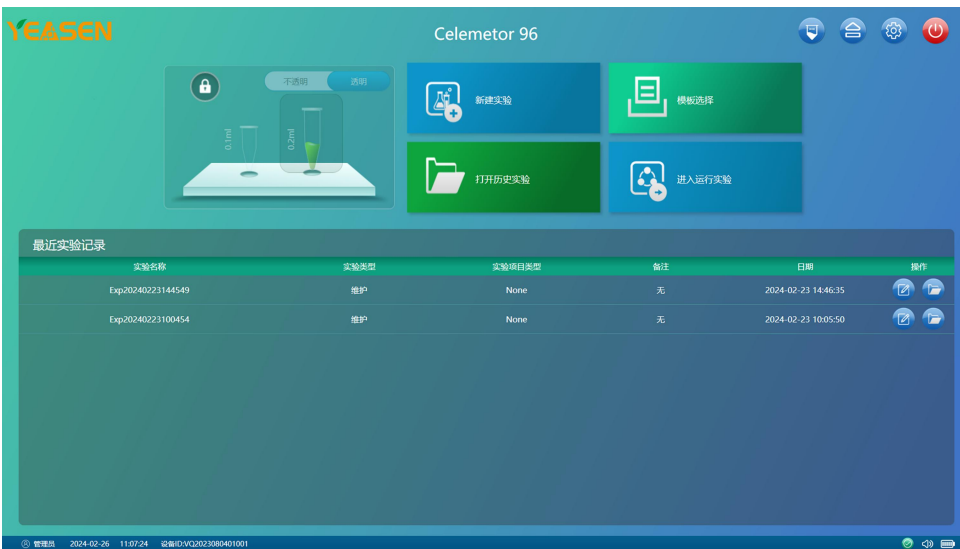 YEASEN
Celemetor 96
不透明 透明
0.1ml
0.2ml
新建实验
模板选择
打开历史实验
进入运行实验
最近实验记录
实验名称 实验类型 实验项目类型 备注 日期 操作
Exp20240223144549 维护 None 无 2024-02-23 14:46:35
Exp20240223100454 维护 None 无 2024-02-23 10:05:50
管理员 2024-02-26 11:07:24 设备ID:VQ2023080401001